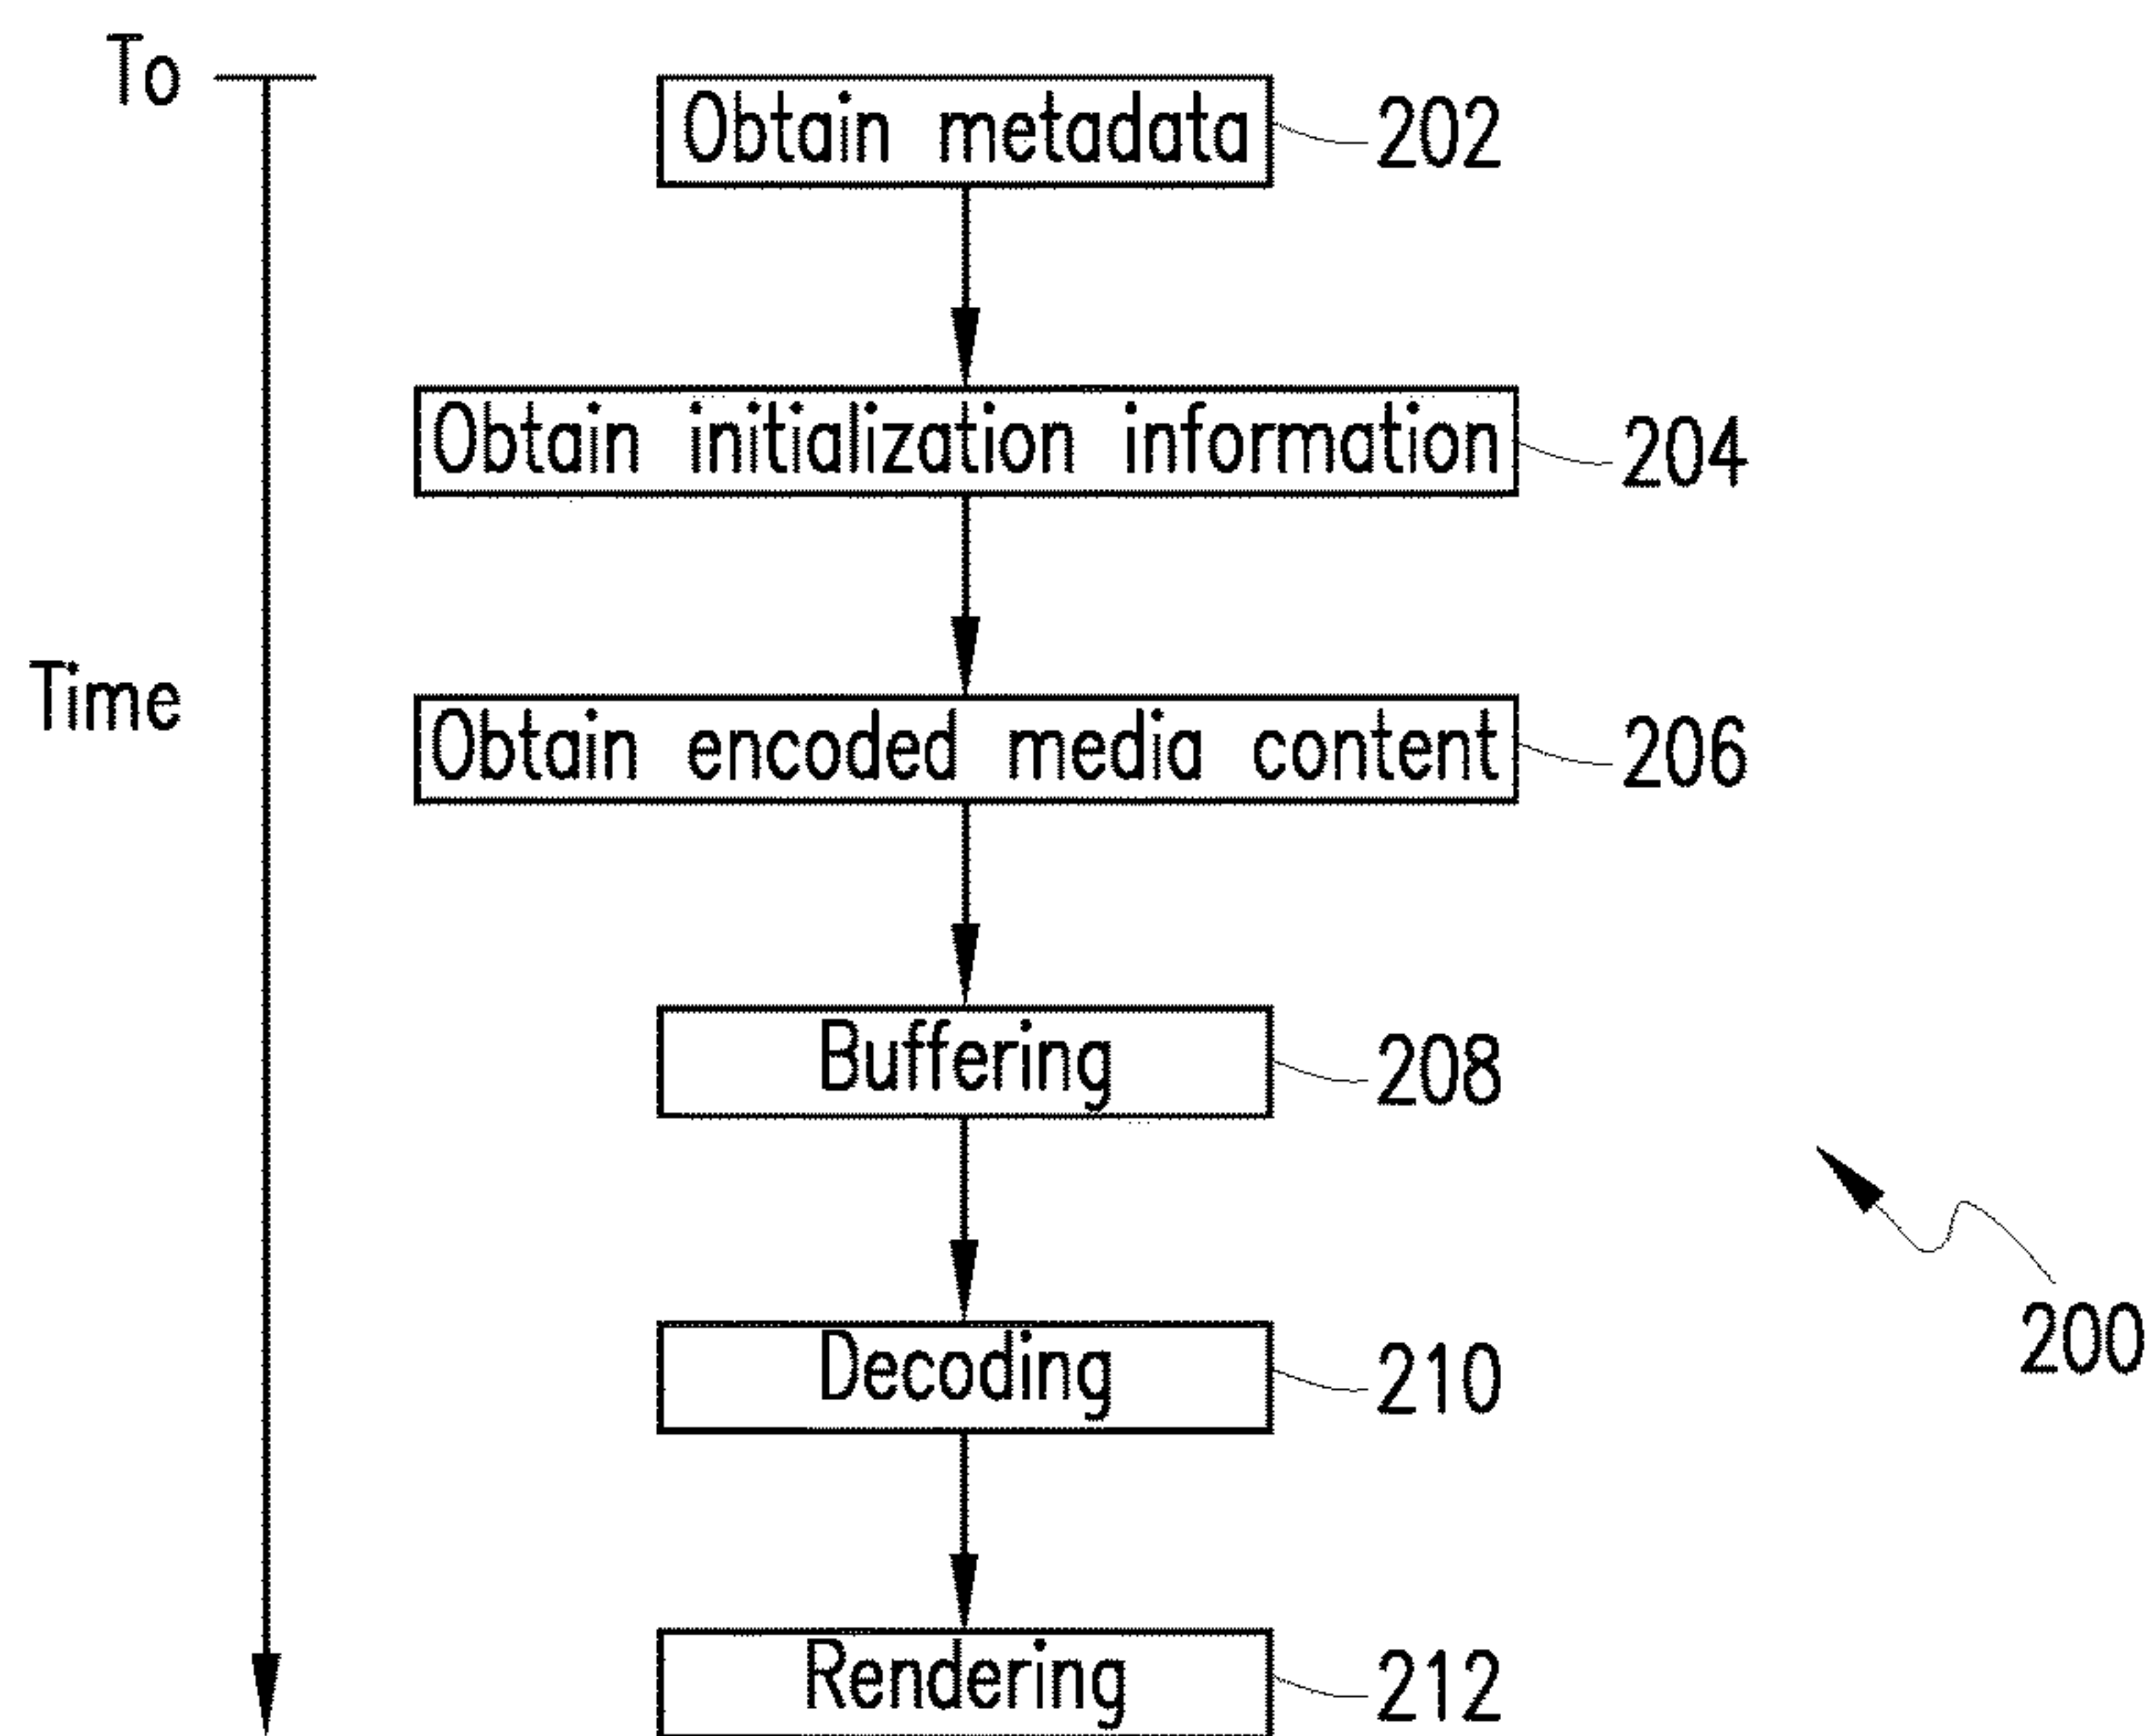 To
Obtain metadata
202
Obtain initialization information
204
Time
Obtain encoded media content
206
Buffering
208
Decoding
210
200
Rendering
212